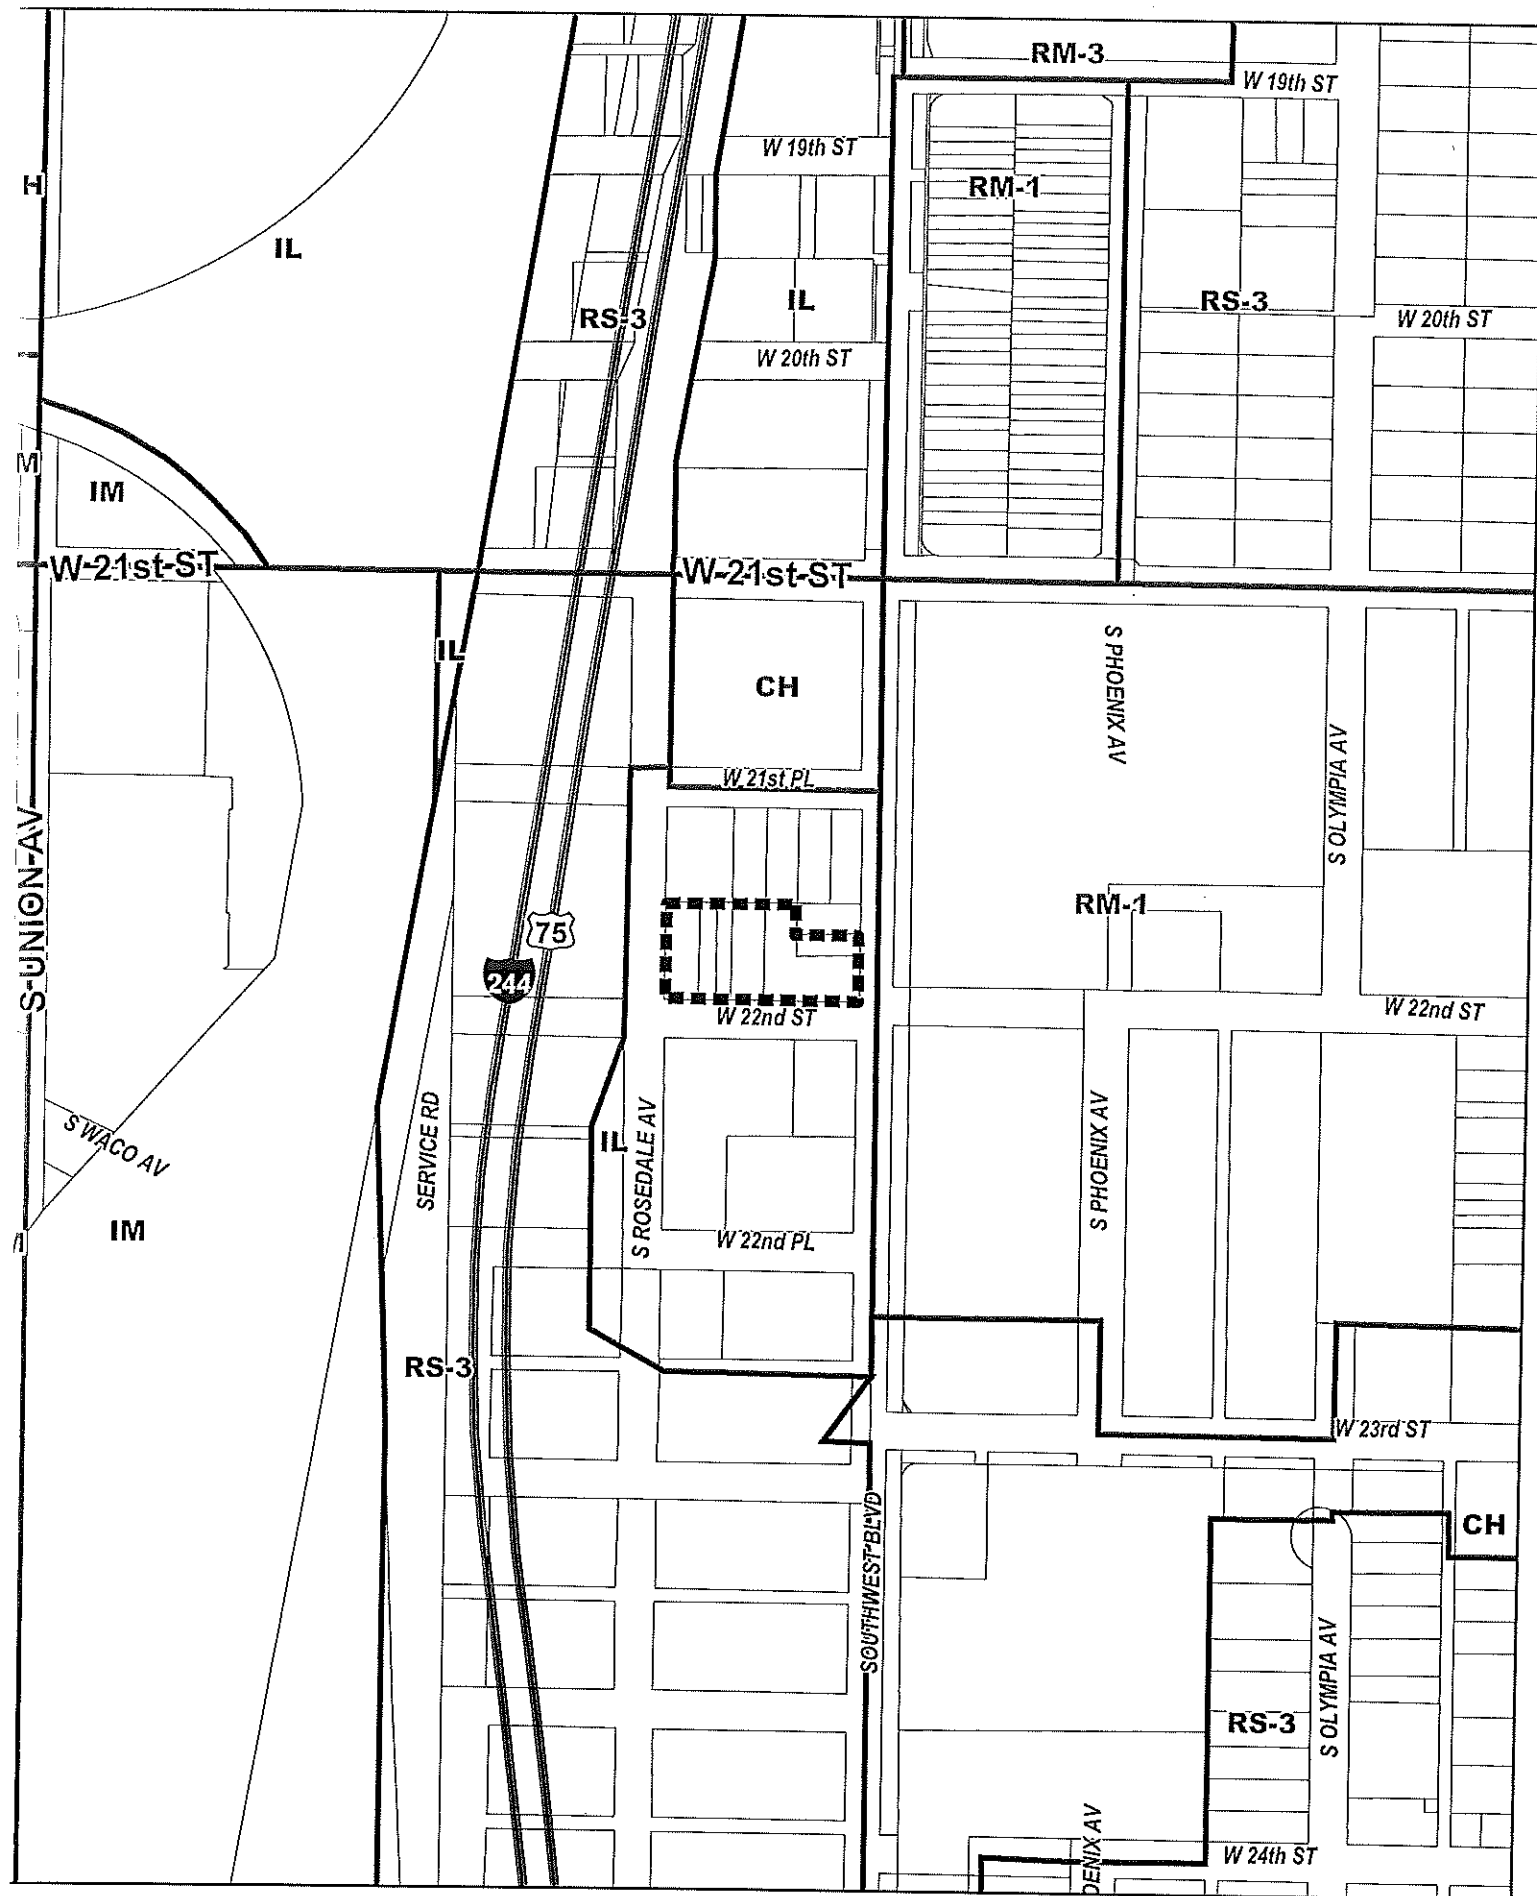 RM-3
W 19th ST
W 19th ST
H
RM-1
IL
RS-3
IL
RS-3
W 20th ST
W 20th ST
M
IM
W 21st ST
W 21st ST
IL
S PHOENIX AV
CH
S OLYMPIA AV
W 21st PL
S UNION AV
RM-1
75
244
W 22nd ST
W 22nd ST
S WACO AV
SERVICE RD
IL
S ROSEDALE AV
S PHOENIX AV
IM
W 22nd PL
RS-3
W 23rd ST
SOUTHWEST BLVD
CH
S OLYMPIA AV
RS-3
OENIX AV
W 24th ST